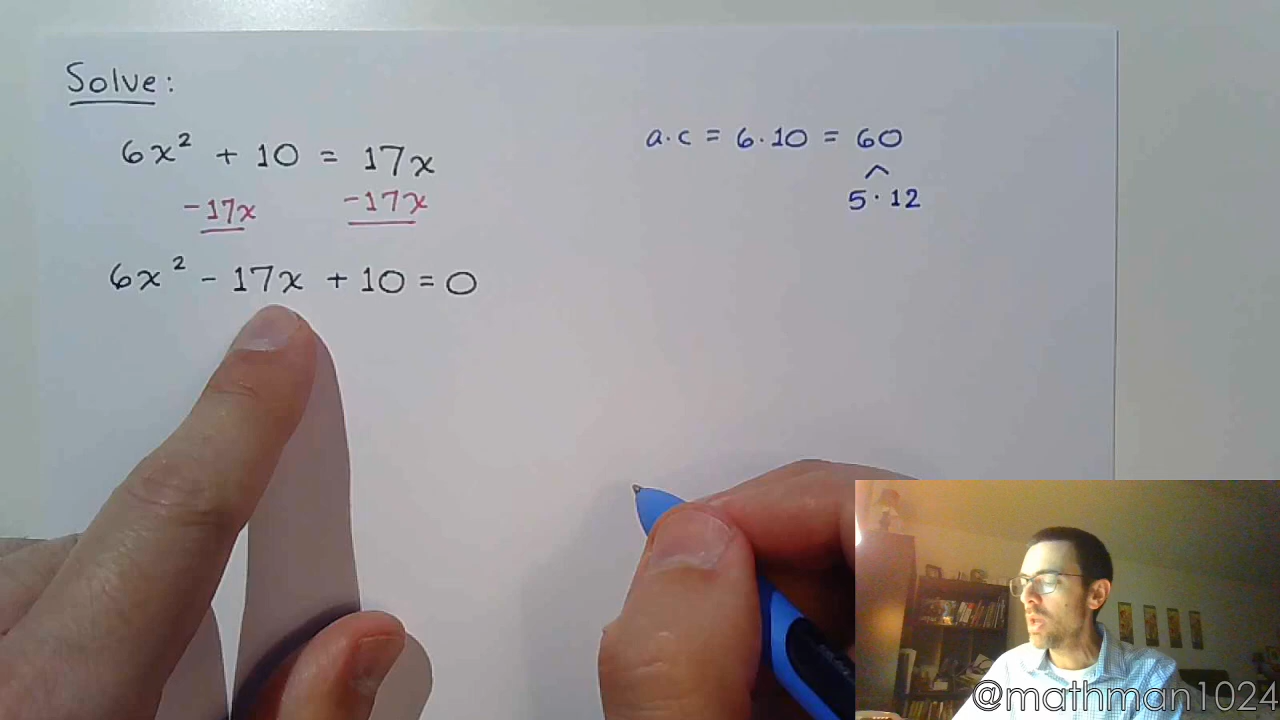 Solve:
6x² + 10 = 17x
-17x -17x
6x² - 17x + 10 = 0
a·c = 6·10 = 60
^
5·12
@mathman1024